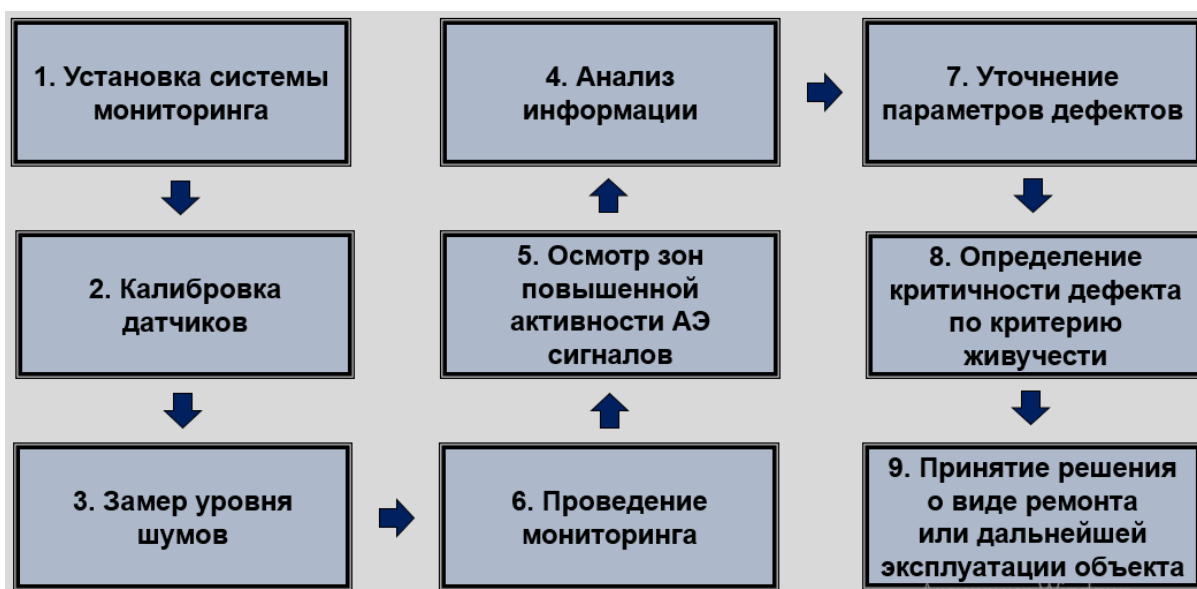 1. Установка системы
мониторинга
2. Калибровка
датчиков
3. Замер уровня
шумов
4. Анализ
информации
5. Осмотр зон
повышенной
активности АЭ
сигналов
6. Проведение
мониторинга
7. Уточнение
параметров дефектов
8. Определение
критичности дефекта
по критерию
живучести
9. Принятие решения
о виде ремонта
или дальнейшей
эксплуатации объекта